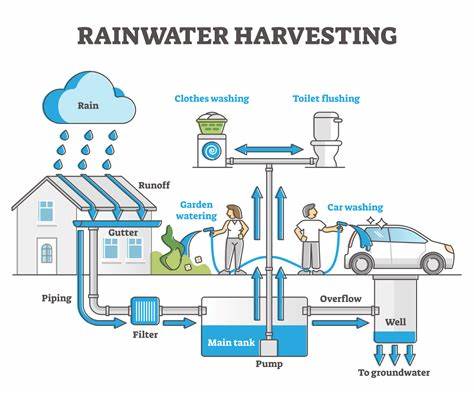 RAINWATER HARVESTING
Rain
Clothes washing
Toilet flushing
Runoff
Garden
watering
Car washing
Gutter
Piping
Overflow
Filter
Main tank
Well
Pump
To groundwater